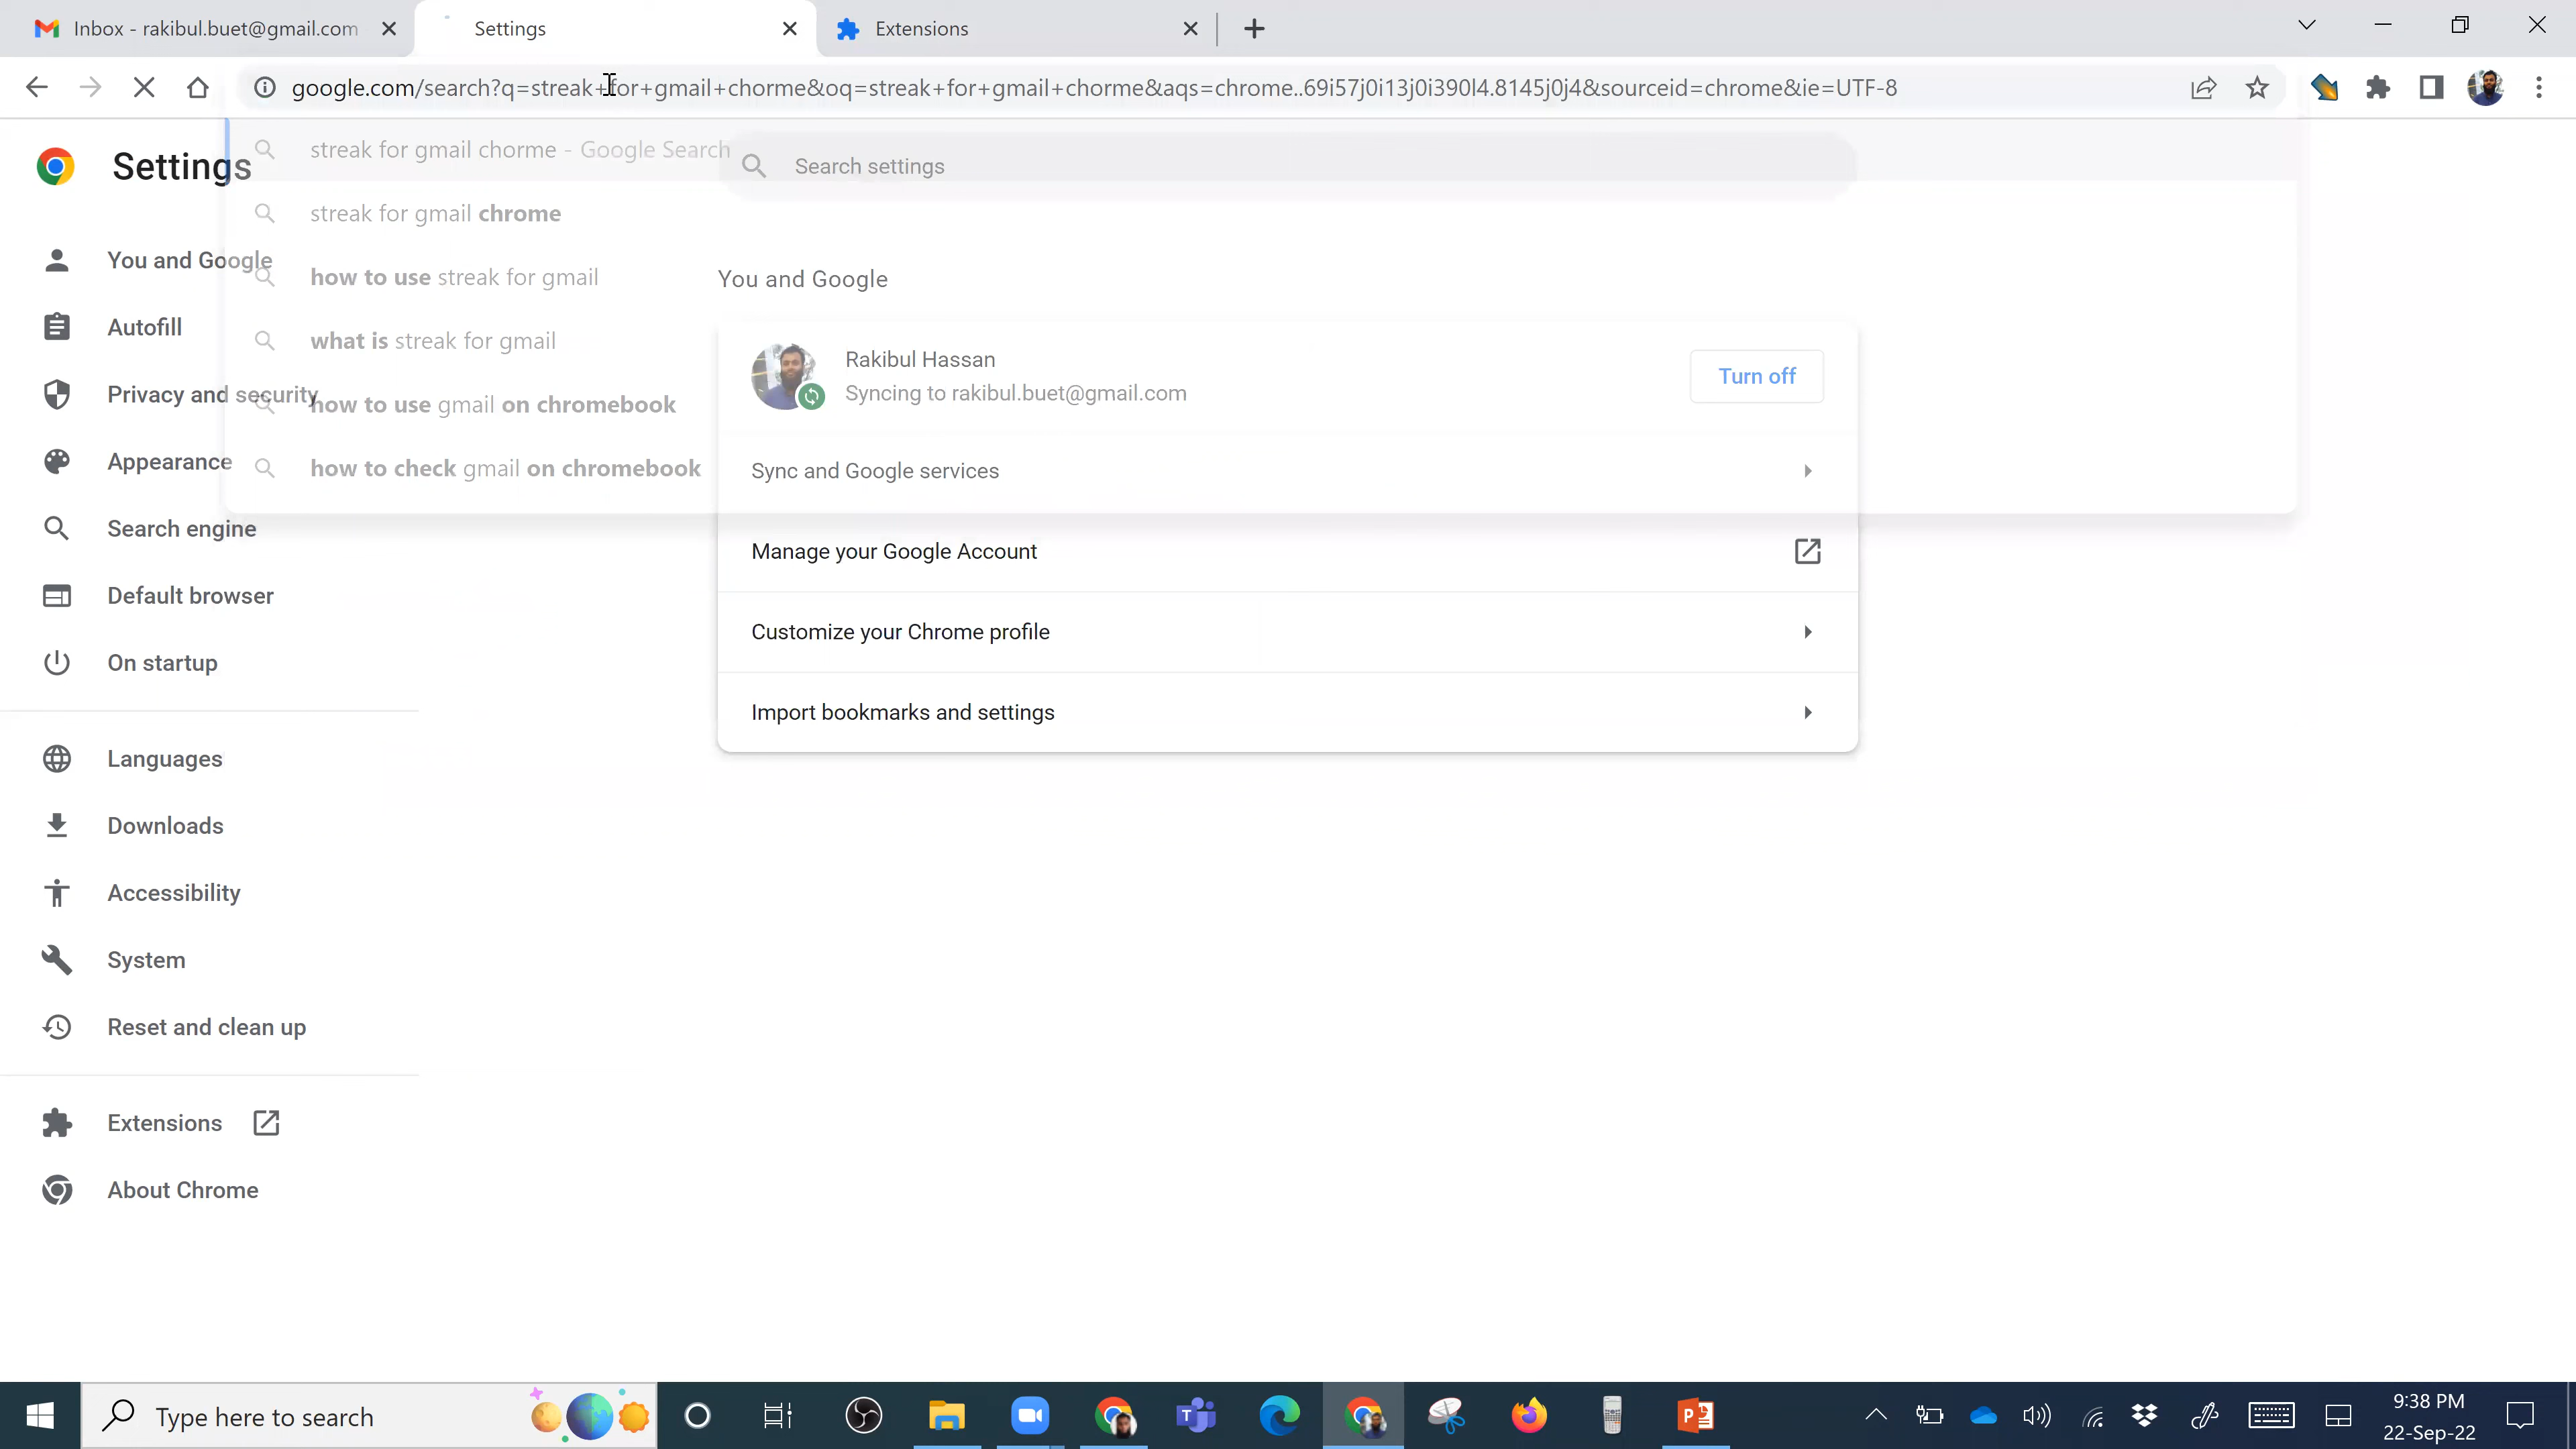 Inbox - rakibul.buet@gmail.com
Settings
Extensions
google.com/search?q=streak+for+gmail+chorme&oq=streak+for+gmail+chorme&aqs=chrome..69i57j0i13j0i390l4.8145j0j4&sourceid=chrome&ie=UTF-8
Settings
streak for gmail chorme - Google Search
Search settings
streak for gmail chrome
how to use streak for gmail
what is streak for gmail
how to use gmail on chromebook
how to check gmail on chromebook
You and Google
Autofill
Privacy and security
Appearance
Search engine
Default browser
On startup
Languages
Downloads
Accessibility
System
Reset and clean up
Extensions
About Chrome
You and Google
Rakibul Hassan
Syncing to rakibul.buet@gmail.com
Turn off
Sync and Google services
Manage your Google Account
Customize your Chrome profile
Import bookmarks and settings
Type here to search
9:38 PM
22-Sep-22